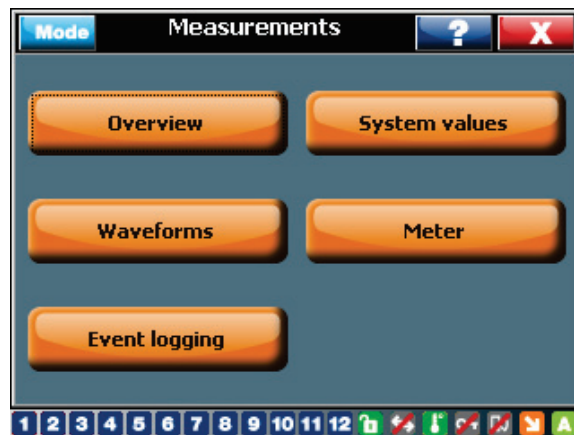 Mode Measurements ? X
Overview System values
Waveforms Meter
Event logging
1 2 3 4 5 6 7 8 9 10 11 12 A